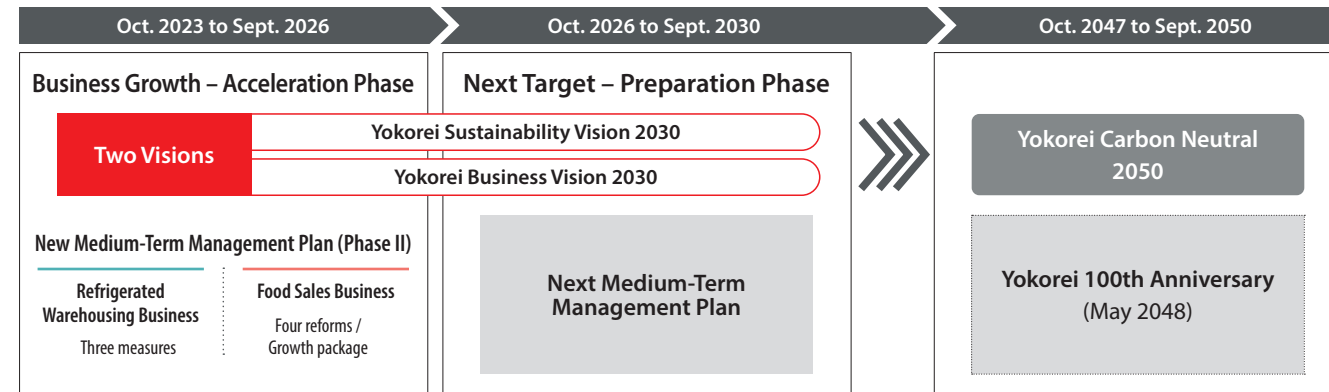 Oct. 2023 to Sept. 2026
Oct. 2026 to Sept. 2030
Oct. 2047 to Sept. 2050
Business Growth – Acceleration Phase
Next Target – Preparation Phase
Two Visions
Yokorei Sustainability Vision 2030
Yokorei Business Vision 2030
Yokorei Carbon Neutral
2050
New Medium-Term Management Plan (Phase II)
Refrigerated
Warehousing Business
Three measures
Food Sales Business
Four reforms /
Growth package
Next Medium-Term
Management Plan
Yokorei 100th Anniversary
(May 2048)